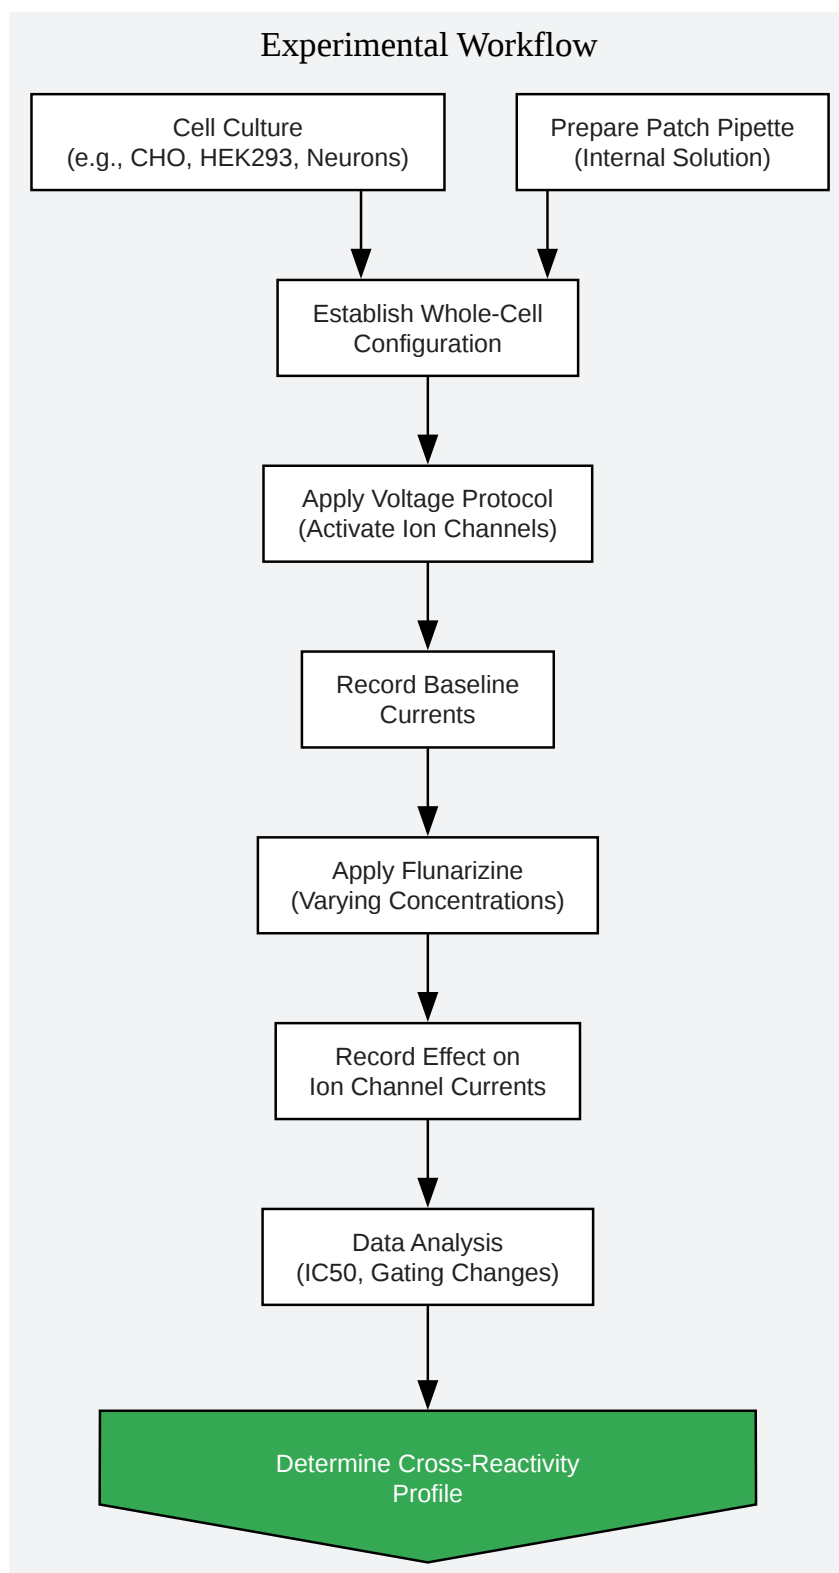 Experimental Workflow
Cell Culture
(e.g., CHO, HEK293, Neurons)
Prepare Patch Pipette
(Internal Solution)
Establish Whole-Cell
Configuration
Apply Voltage Protocol
(Activate Ion Channels)
Record Baseline
Currents
Apply Flunarizine
(Varying Concentrations)
Record Effect on
Ion Channel Currents
Data Analysis
(IC50, Gating Changes)
Determine Cross-Reactivity
Profile